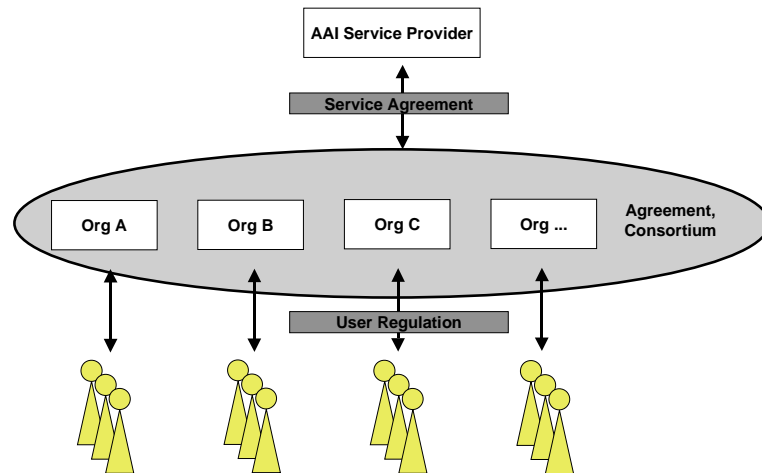 AAI Service Provider
Service Agreement
Org A
Org B
Org C
Org ...
Agreement,
Consortium
User Regulation